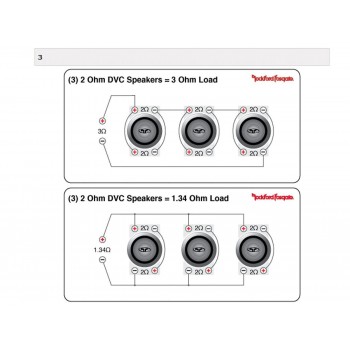 3
(3) 2 Ohm DVC Speakers = 3 Ohm Load
Rockford Fosgate
2Ω 2Ω 2Ω
3Ω
2Ω 2Ω 2Ω
(3) 2 Ohm DVC Speakers = 1.34 Ohm Load
Rockford Fosgate
2Ω 2Ω 2Ω
1.34Ω
2Ω 2Ω 2Ω